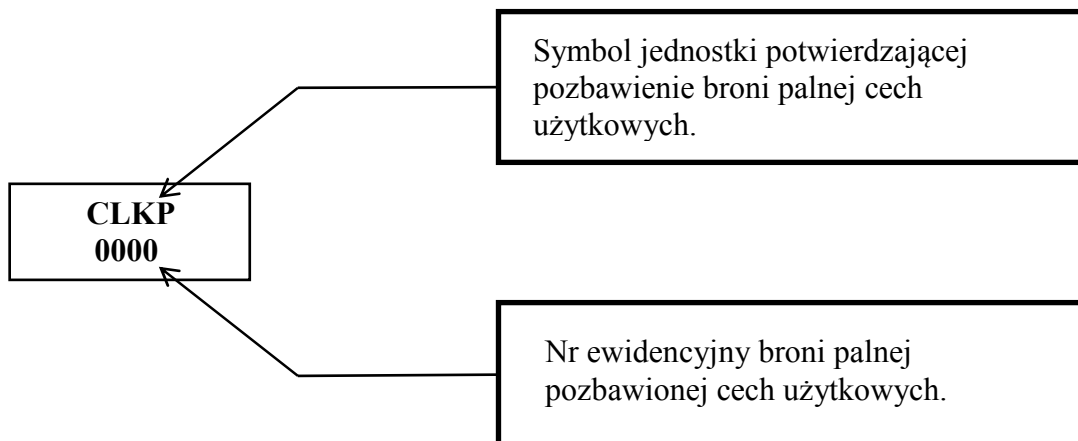 Symbol jednostki potwierdzającej
pozbawienie broni palnej cech
użytkowych.
CLKP
0000
Nr ewidencyjny broni palnej
pozbawionej cech użytkowych.